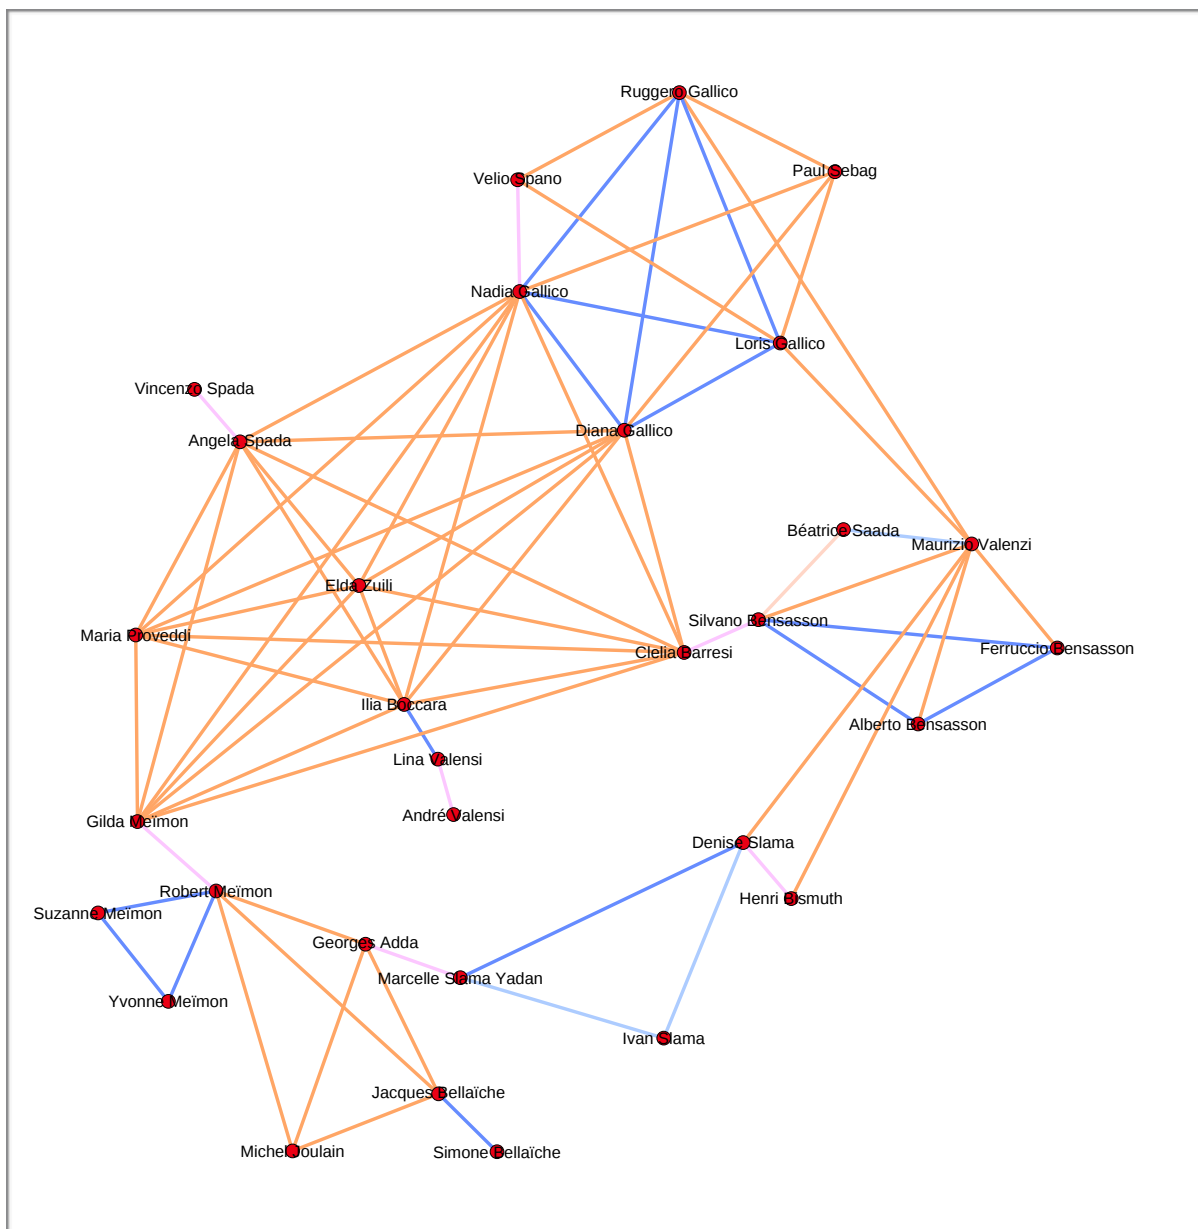 Ruggero Gallico
Paul Sebag
Velio Spano
Nadia Gallico
Loris Gallico
Vincenzo Spada
Diana Gallico
Angela Spada
Béatrice Saada
Maurizio Valenzi
Elda Zuili
Silvano Bensasson
Maria Proveddi
Ferruccio Bensasson
Clelia Barresi
Ilia Boccara
Alberto Bensasson
Lina Valensi
André Valensi
Gilda Meïmon
Denise Slama
Robert Meïmon
Henri Bismuth
Suzanne Meïmon
Georges Adda
Marcelle Slama Yadan
Yvonne Meïmon
Ivan Slama
Jacques Bellaïche
Michel Joulain
Simone Bellaïche